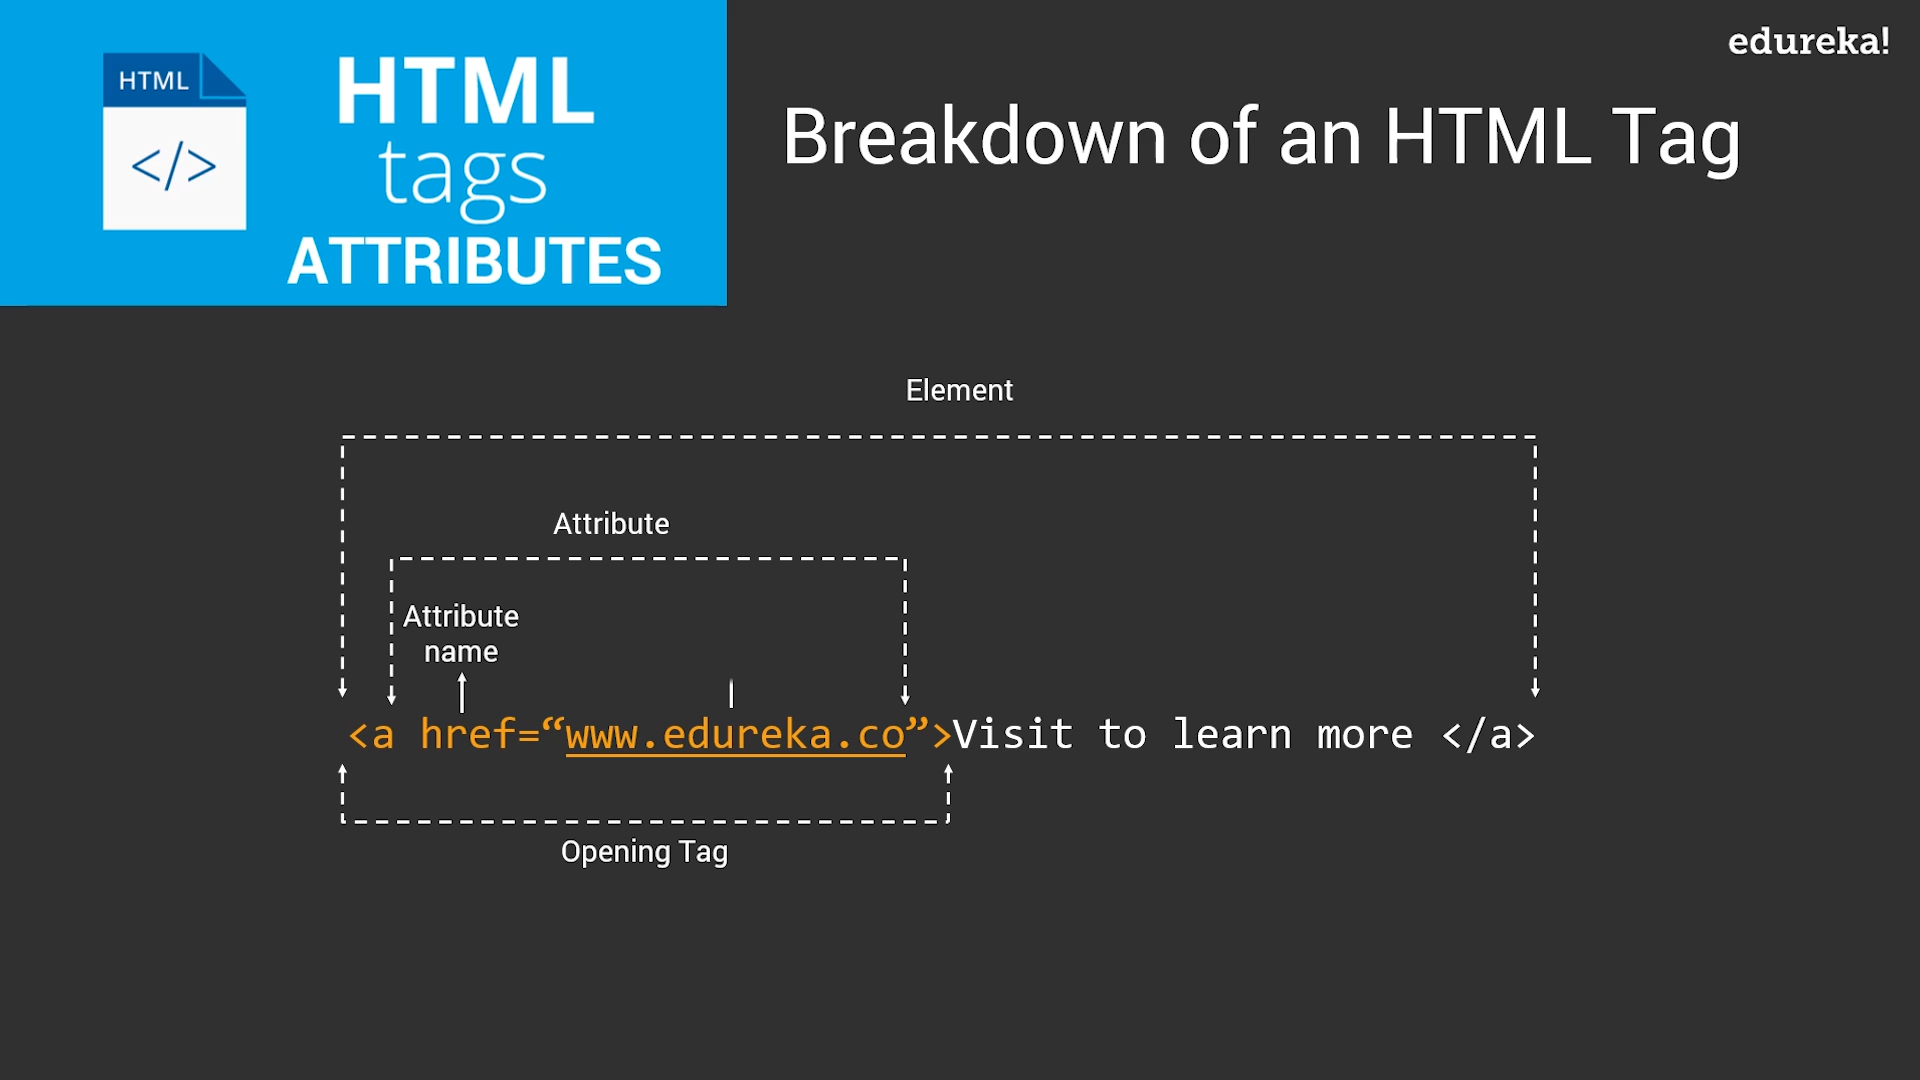 HTML
</>
HTML
tags
ATTRIBUTES
edureka!
Breakdown of an HTML Tag
Element
Attribute
Attribute
name
<a href=“www.edureka.co”>Visit to learn more </a>
Opening Tag